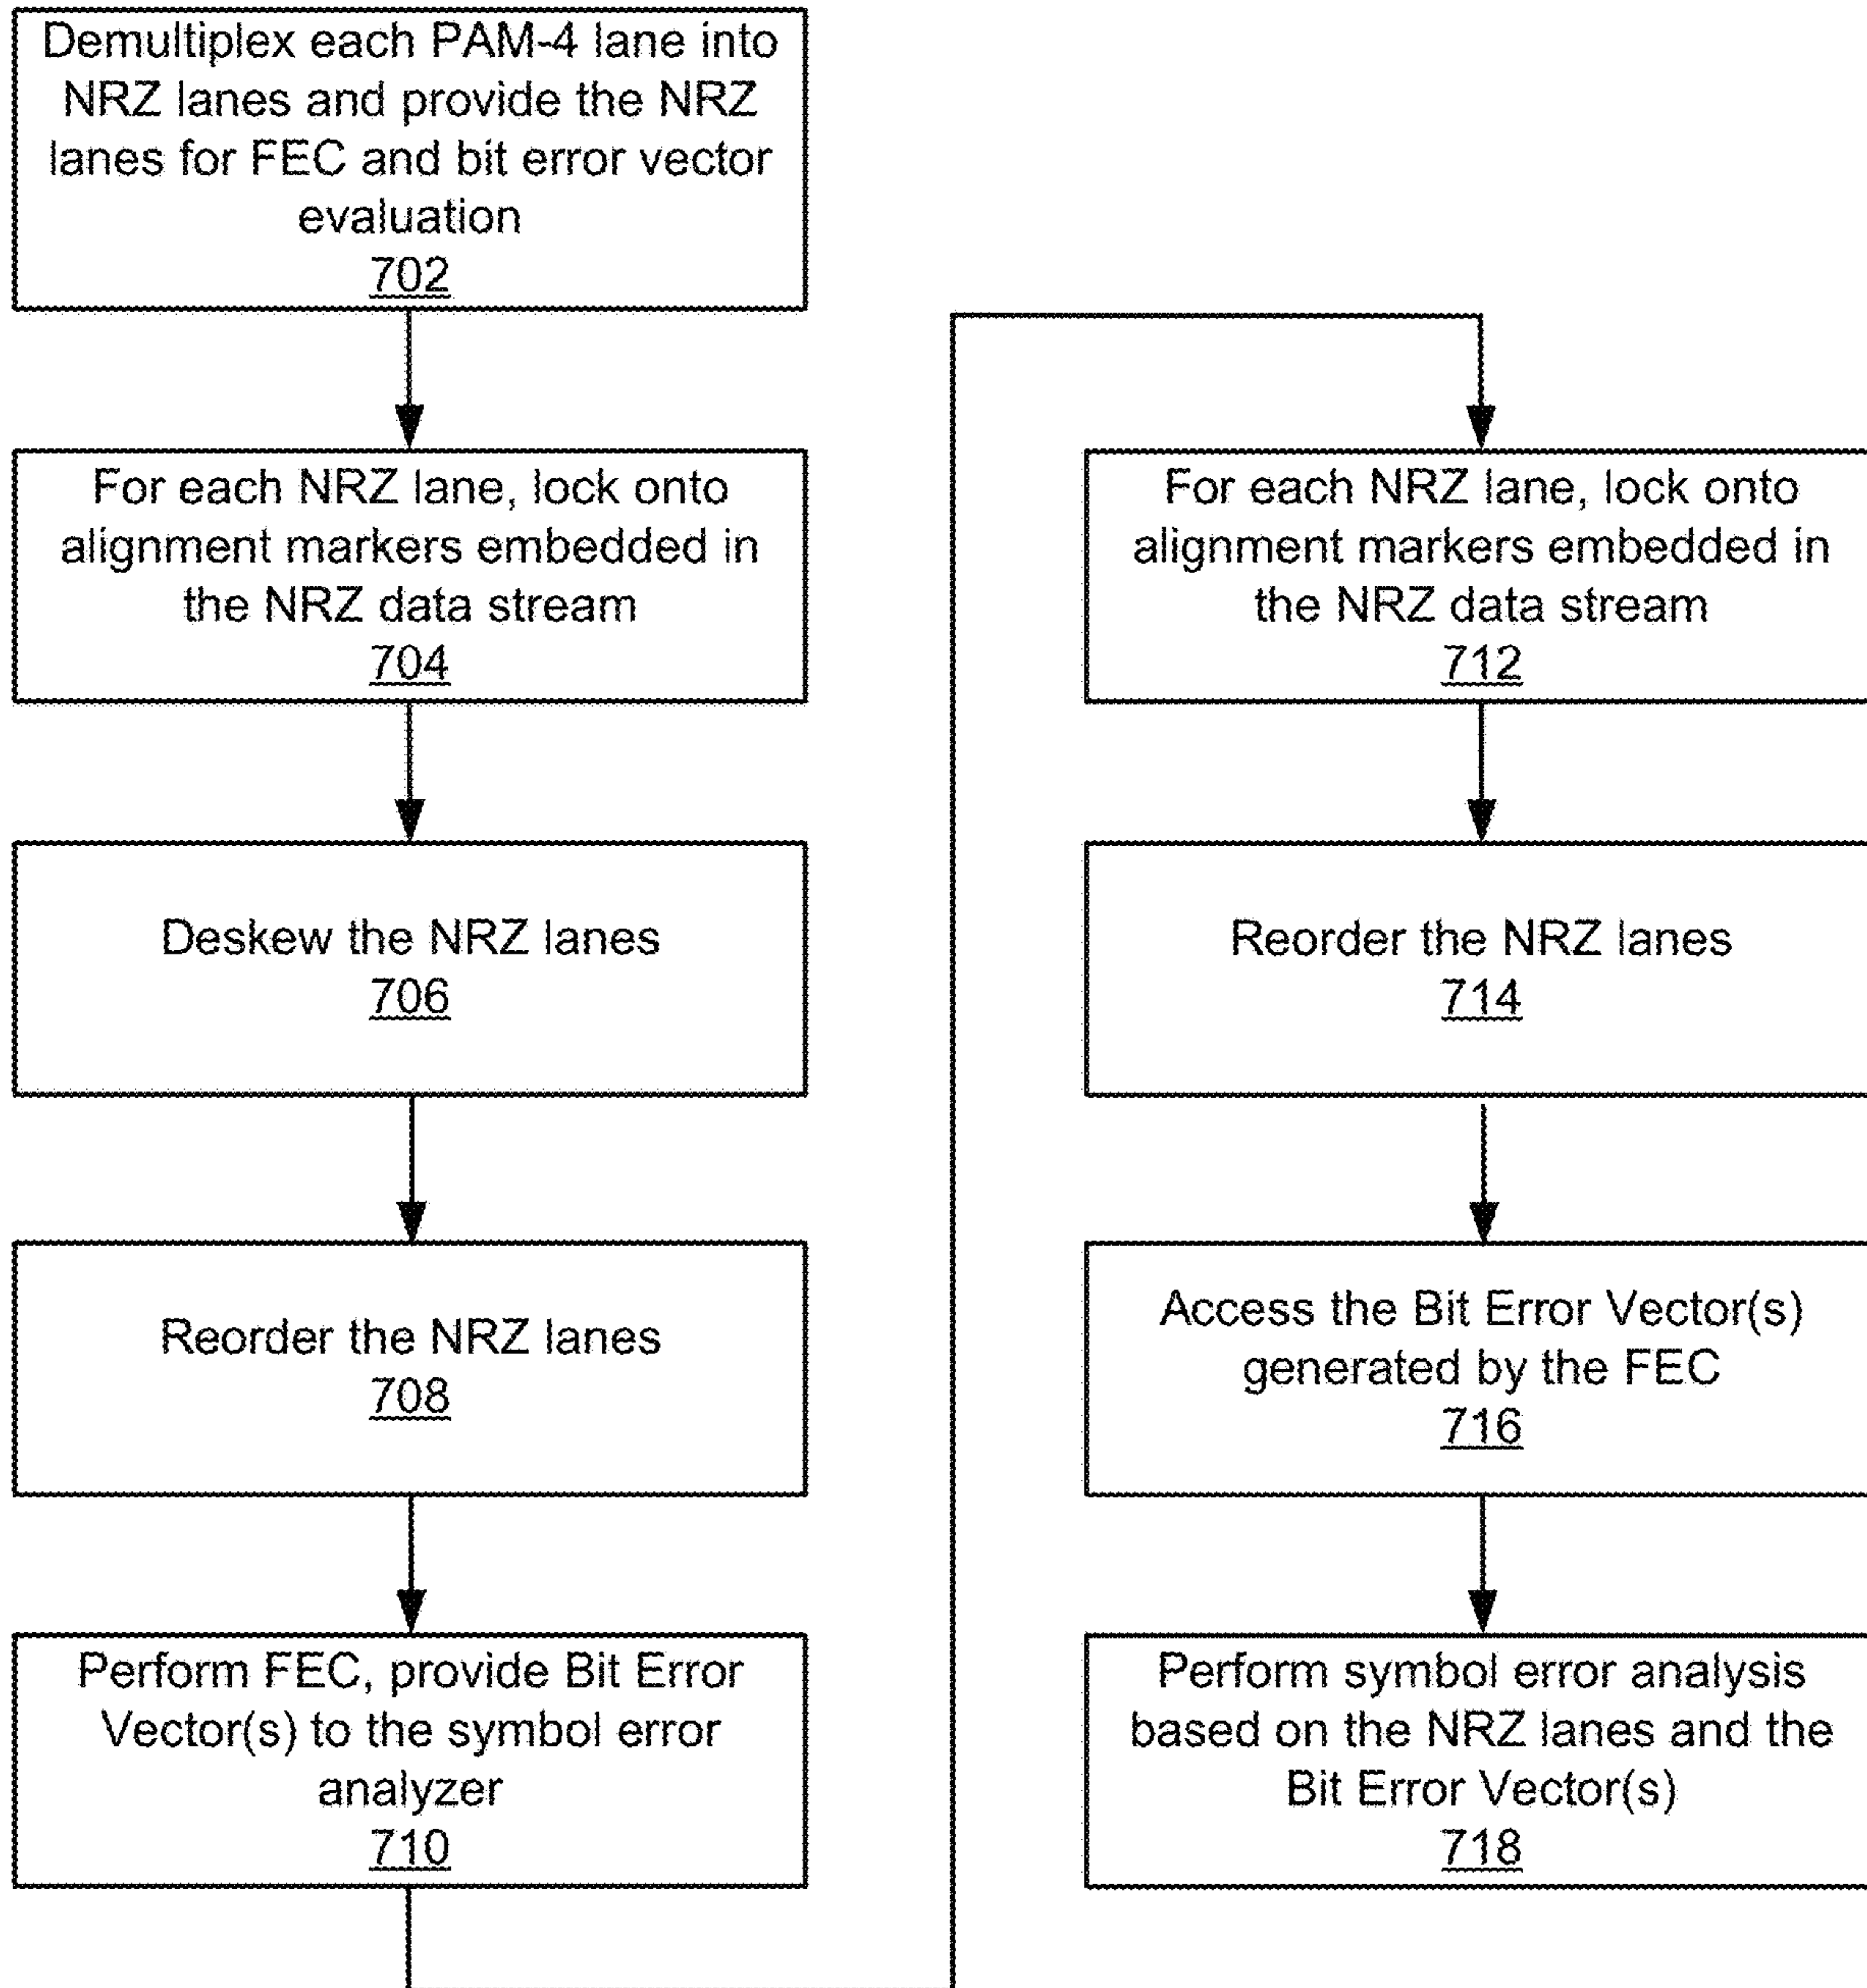 Demultiplex each PAM-4 lane into
NRZ lanes and provide the NRZ
lanes for FEC and bit error vector
evaluation
702
For each NRZ lane, lock onto
alignment markers embedded in
the NRZ data stream
704
Deskew the NRZ lanes
706
Reorder the NRZ lanes
708
Perform FEC, provide Bit Error
Vector(s) to the symbol error
analyzer
710
For each NRZ lane, lock onto
alignment markers embedded in
the NRZ data stream
712
Reorder the NRZ lanes
714
Access the Bit Error Vector(s)
generated by the FEC
716
Perform symbol error analysis
based on the NRZ lanes and the
Bit Error Vector(s)
718